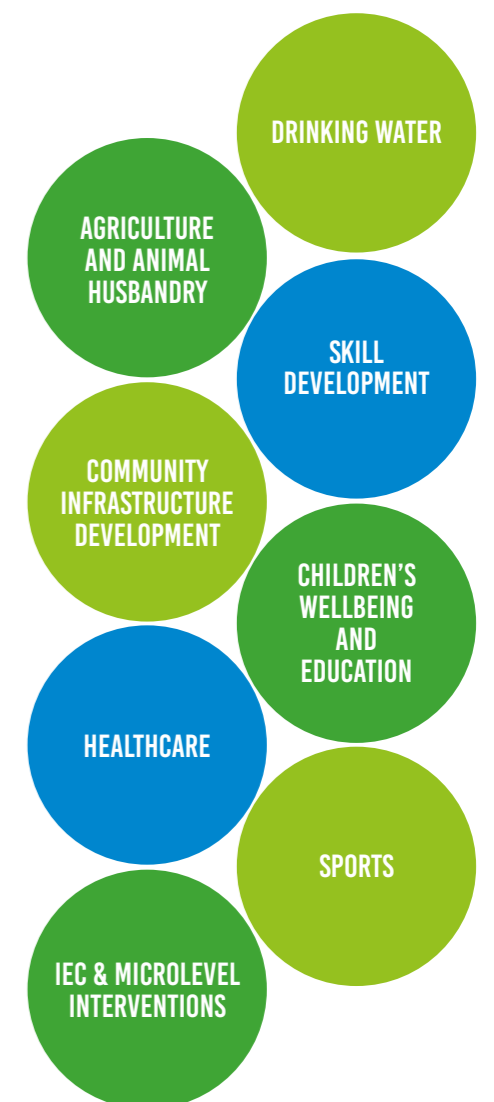 DRINKING WATER
AGRICULTURE
AND ANIMAL
HUSBANDRY
SKILL
DEVELOPMENT
COMMUNITY
INFRASTRUCTURE
DEVELOPMENT
CHILDREN’S
WELLBEING
AND
EDUCATION
HEALTHCARE
SPORTS
IEC & MICROLEVEL
INTERVENTIONS